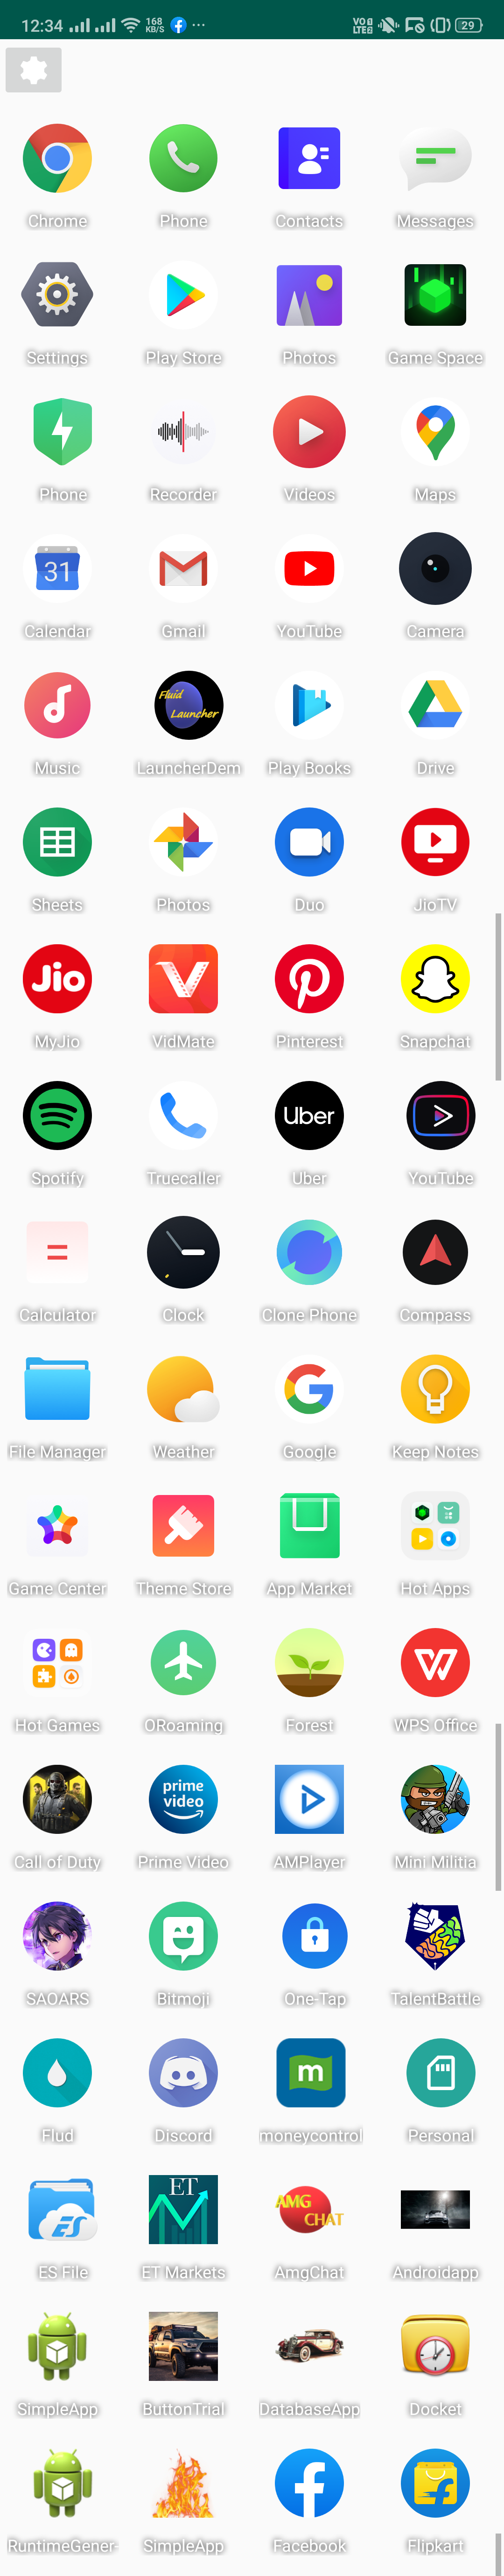 12:34 168 KB/S VO LTE 29
Chrome Phone Contacts Messages
Settings Play Store Photos Game Space
Phone Recorder Videos Maps
31
Calendar Gmail YouTube Camera
Fluid
Launcher
Music LauncherDem Play Books Drive
Sheets Photos Duo JioTV
Jio
MyJio VidMate Pinterest Snapchat
Uber
Spotify Truecaller Uber YouTube
Calculator Clock Clone Phone Compass
File Manager Weather Google Keep Notes
Game Center Theme Store App Market Hot Apps
Hot Games ORoaming Forest WPS Office
prime
video
Call of Duty Prime Video AMPlayer Mini Militia
SAOARS Bitmoji One-Tap TalentBattle
m
Flud Discord moneycontrol Personal
ES ET AMG
CHAT
ES File ET Markets AmgChat Androidapp
SimpleApp ButtonTrial DatabaseApp Docket
RuntimeGener- SimpleApp Facebook Flipkart